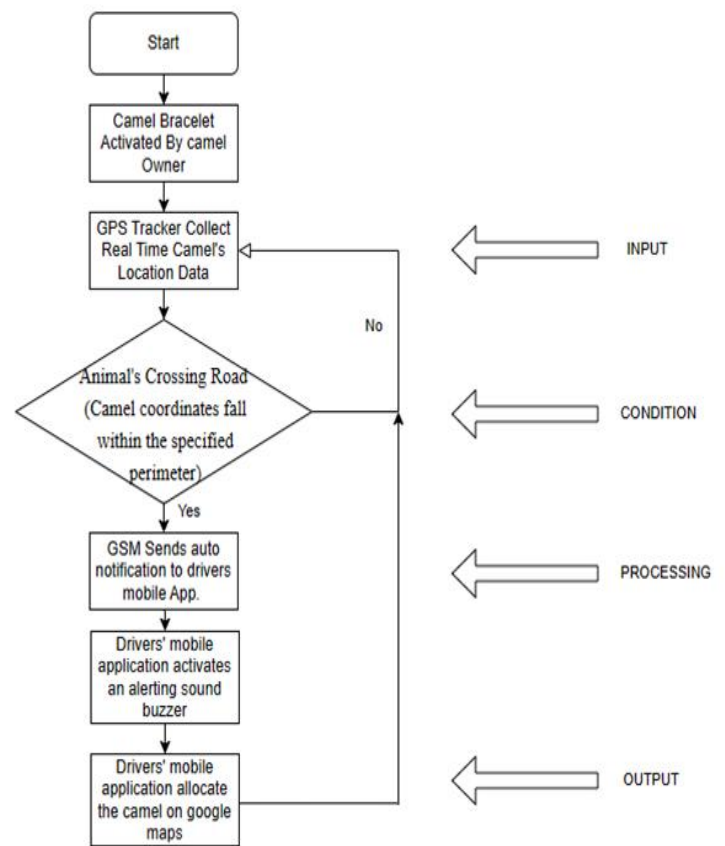 Start
Camel Bracelet
Activated By camel
Owner
GPS Tracker Collect
Real Time Camel's
Location Data
INPUT
No
Animal's Crossing Road
(Camel coordinates fall
within the specified
perimeter)
CONDITION
Yes
GSM Sends auto
notification to drivers
mobile App.
PROCESSING
Drivers' mobile
application activates
an alerting sound
buzzer
Drivers' mobile
application allocate
the camel on google
maps
OUTPUT